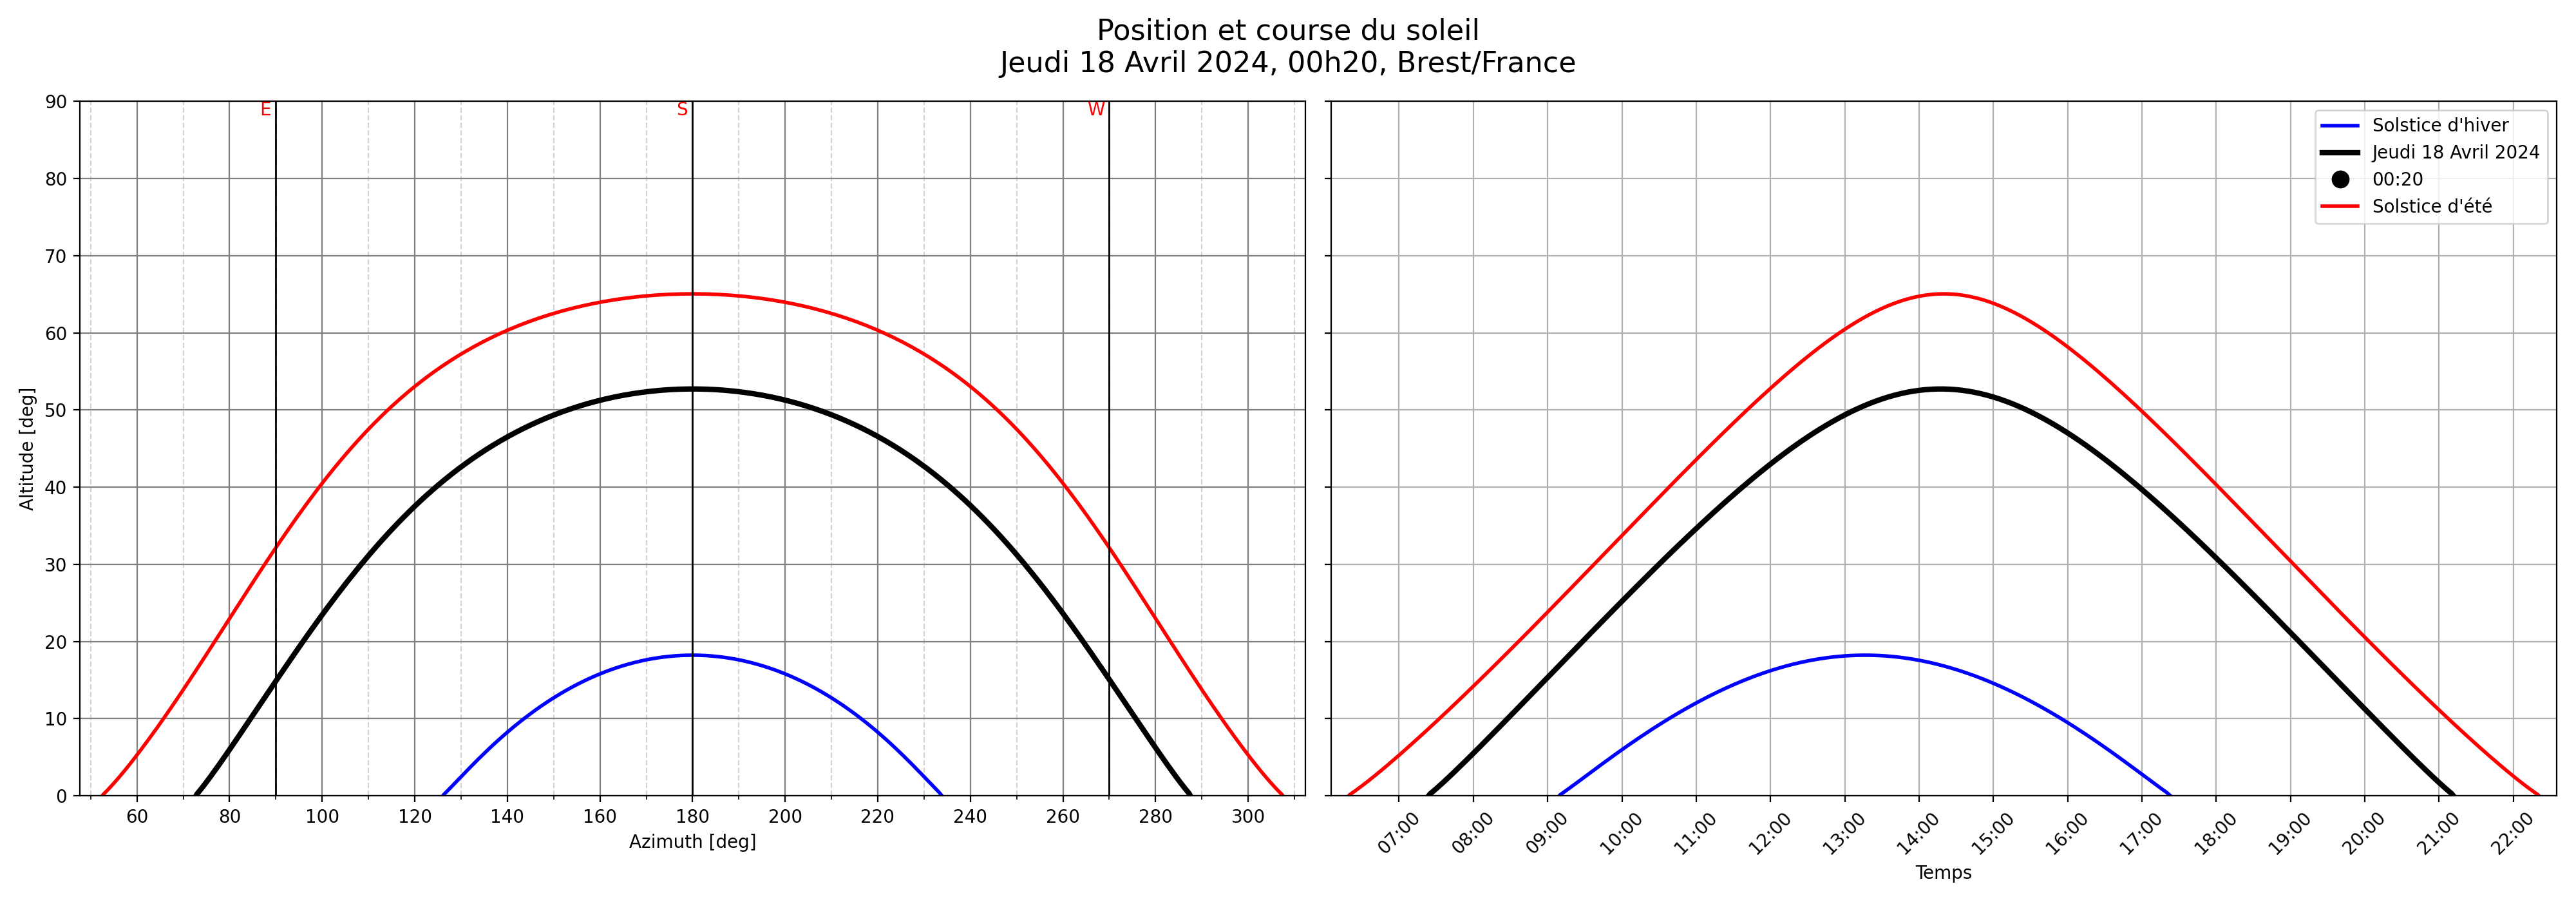 Position et course du soleil
Jeudi 18 Avril 2024, 00h20, Brest/France
E
S
W
90
80
70
60
50
40
30
20
10
0
Altitude [deg]
60 80 100 120 140 160 180 200 220 240 260 280 300
Azimuth [deg]
Solstice d'hiver
Jeudi 18 Avril 2024
00:20
Solstice d'été
07:00 08:00 09:00 10:00 11:00 12:00 13:00 14:00 15:00 16:00 17:00 18:00 19:00 20:00 21:00 22:00
Temps